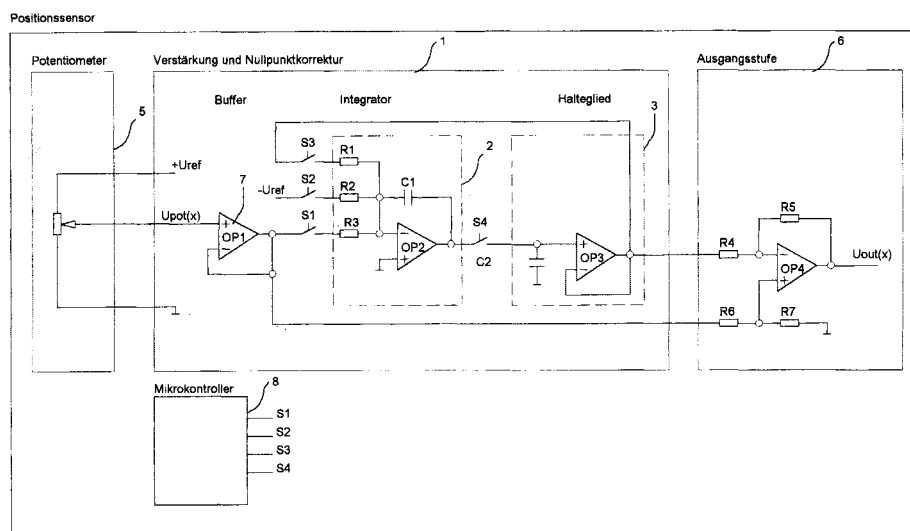 Positionssensor
1
6
Potentiometer
Verstärkung und Nullpunktkorrektur
Ausgangsstufe
5
Buffer
Integrator
Halteglied
3
2
S3
R1
+Uref
-Uref
S2
R2
C1
7
Upot(x)
S1
R3
S4
R5
+
OP1
-
-
OP2
+
C2
+
OP3
-
R4
-
OP4
+
Uout(x)
R6
R7
Mikrokontroller
8
S1
S2
S3
S4